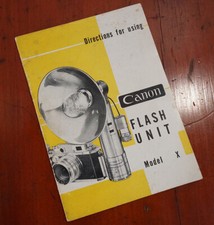 Directions for using
Canon
FLASH
UNIT
Model X